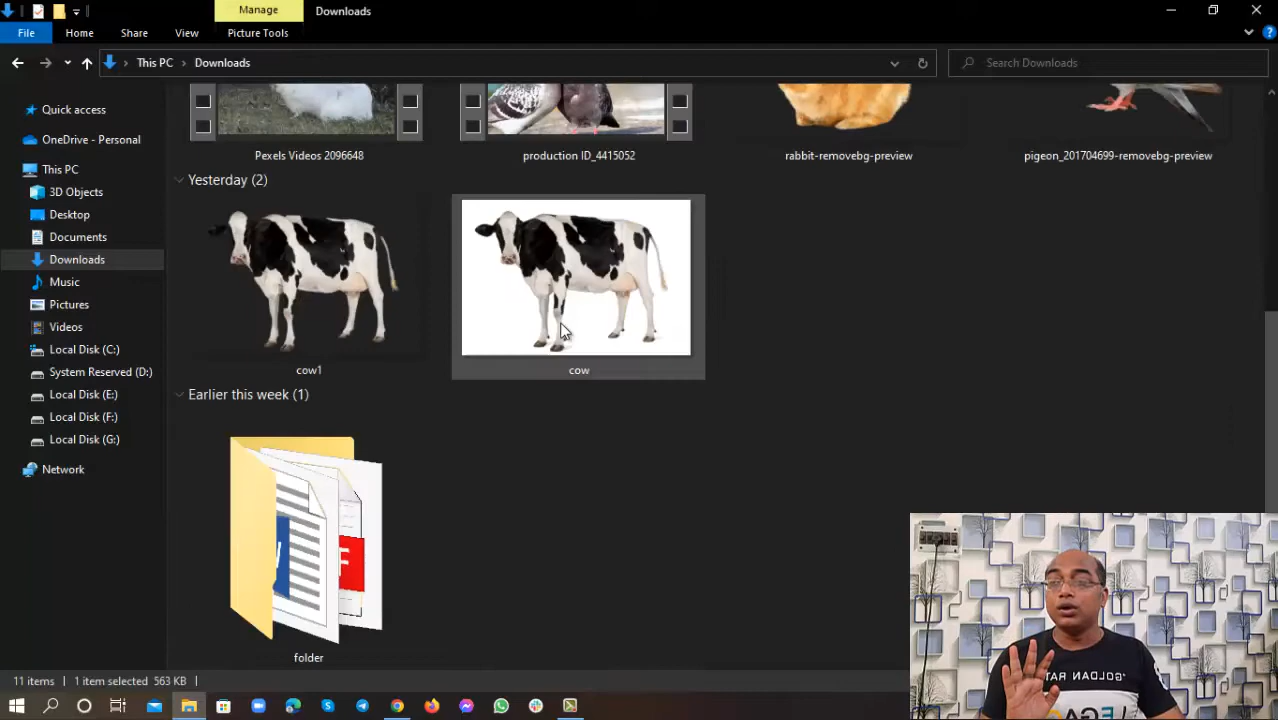 Manage
Downloads
File
Home
Share
View
Picture Tools
This PC
Downloads
Search Downloads
Quick access
OneDrive - Personal
This PC
3D Objects
Desktop
Documents
Downloads
Music
Pictures
Videos
Local Disk (C:)
System Reserved (D:)
Local Disk (E:)
Local Disk (F:)
Local Disk (G:)
Network
Pexels Videos 2096648
production ID_4415052
rabbit-removebg-preview
pigeon_201704699-removebg-preview
Yesterday (2)
cow1
cow
Earlier this week (1)
folder
11 items
1 item selected 563 KB
"GOLDAN RAT
LEGA